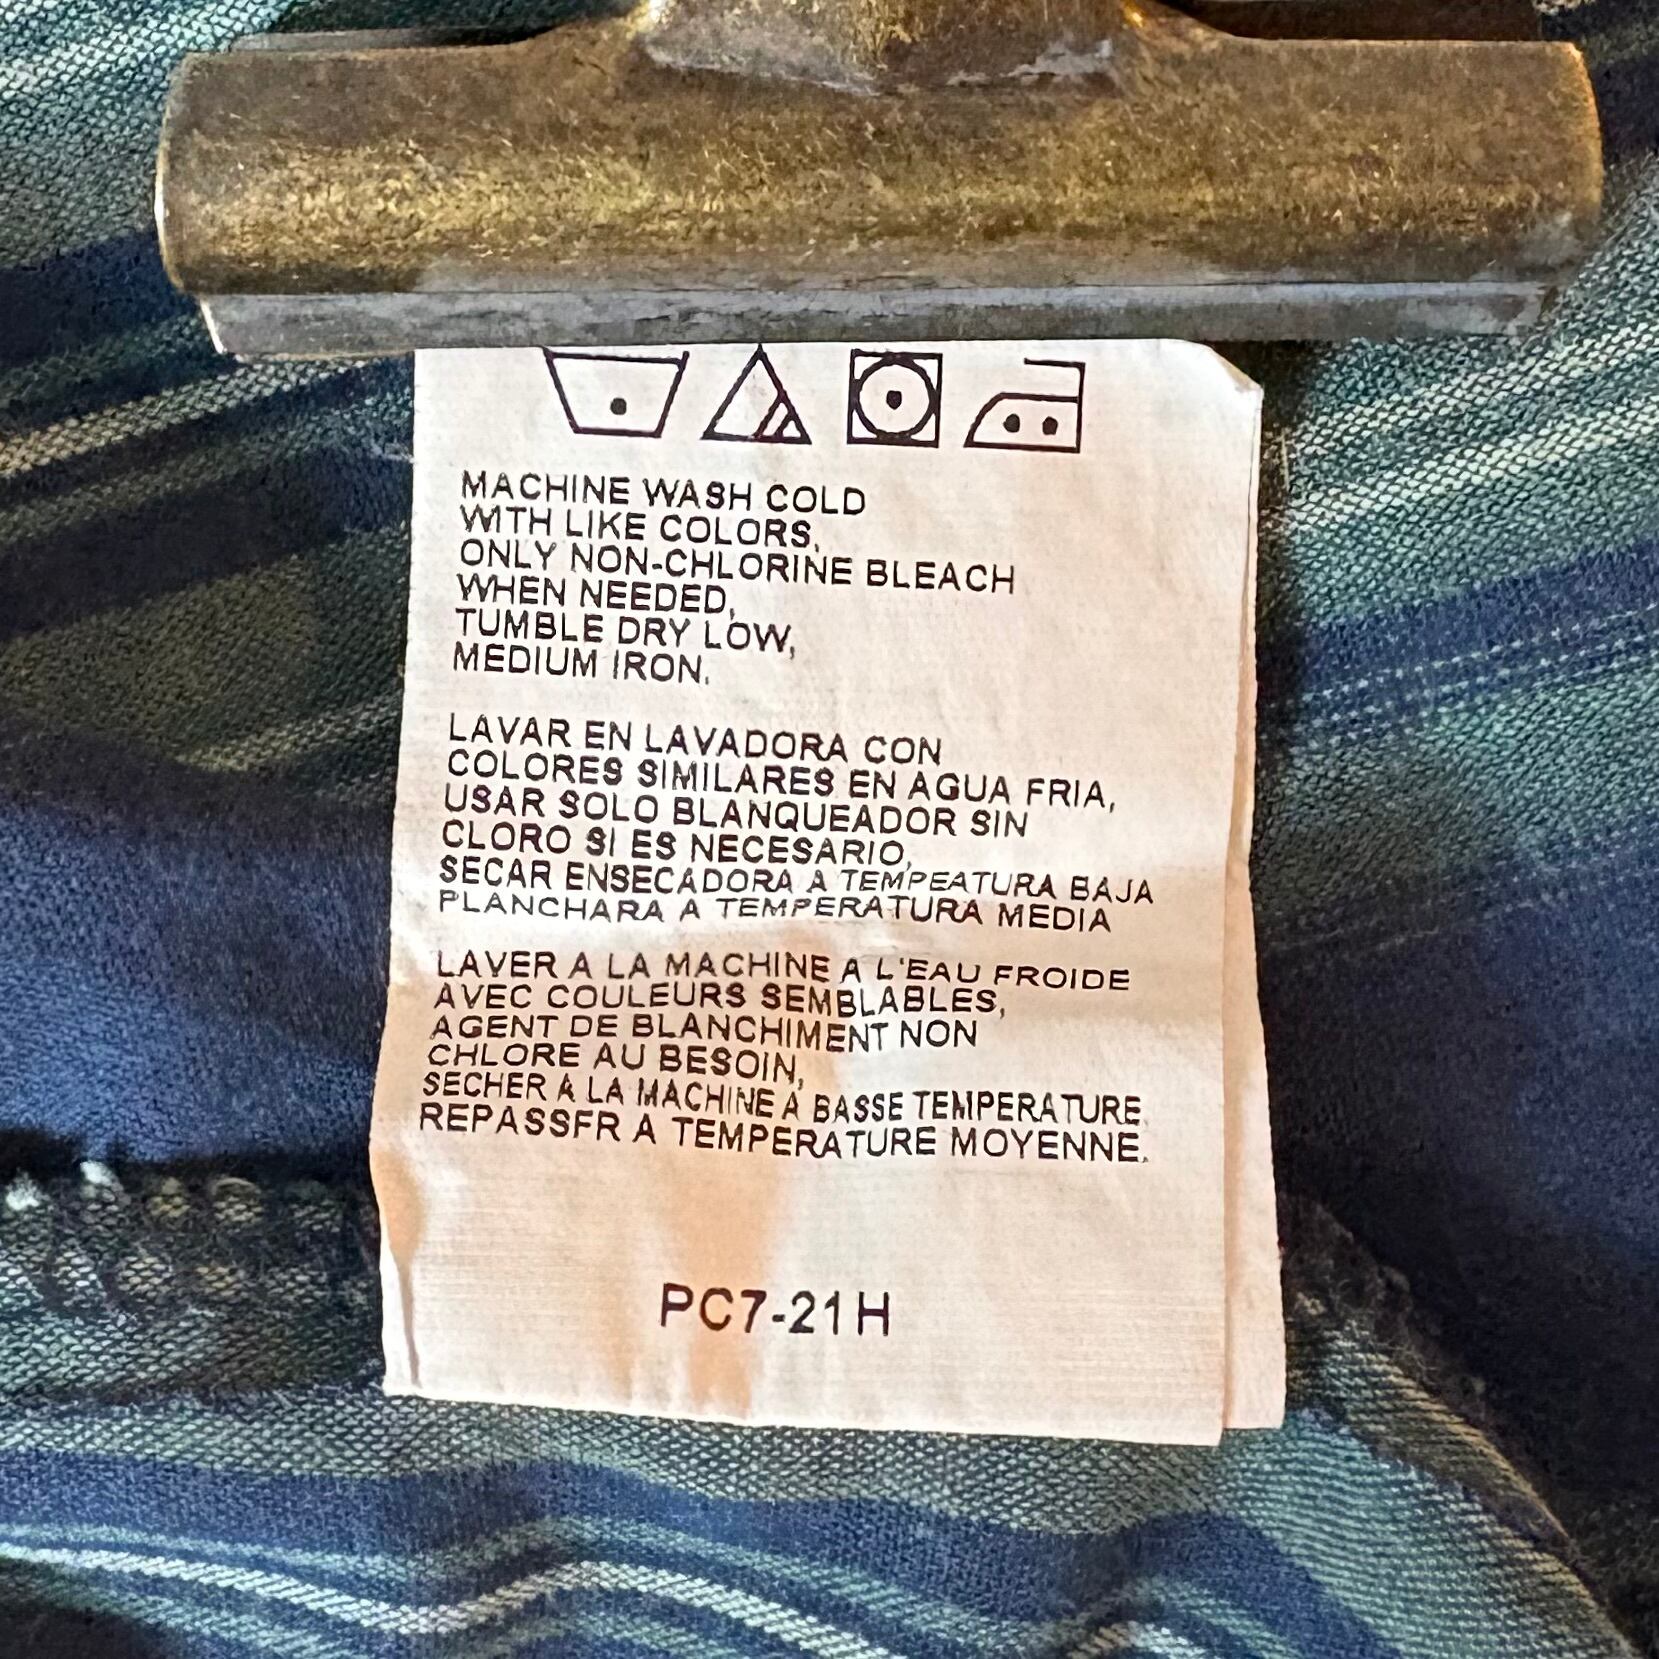 MACHINE WASH COLD
WITH LIKE COLORS,
ONLY NON-CHLORINE BLEACH
WHEN NEEDED,
TUMBLE DRY LOW,
MEDIUM IRON.
LAVAR EN LAVADORA CON
COLORES SIMILARES EN AGUA FRIA,
USAR SOLO BLANQUEADOR SIN
CLORO SI ES NECESARIO,
SECAR ENSECADORA A TEMPEATURA BAJA
PLANCHARA A TEMPERATURA MEDIA
LAVER A LA MACHINE A L'EAU FROIDE
AVEC COULEURS SEMBLABLES,
AGENT DE BLANCHIMENT NON
CHLORE AU BESOIN,
SECHER A LA MACHINE A BASSE TEMPERATURE
REPASSFR A TEMPERATURE MOYENNE.
PC7-21H